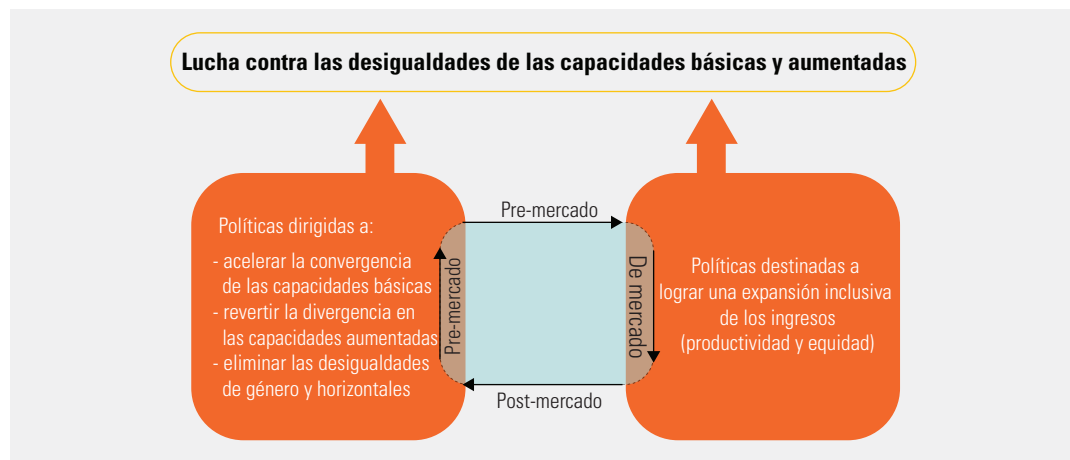 Lucha contra las desigualdades de las capacidades básicas y aumentadas
Políticas dirigidas a:
- acelerar la convergencia
de las capacidades básicas
- revertir la divergencia en
las capacidades aumentadas
- eliminar las desigualdades
de género y horizontales
Pre-mercado
Pre-mercado
De mercado
Post-mercado
Políticas destinadas a
lograr una expansión inclusiva
de los ingresos
(productividad y equidad)